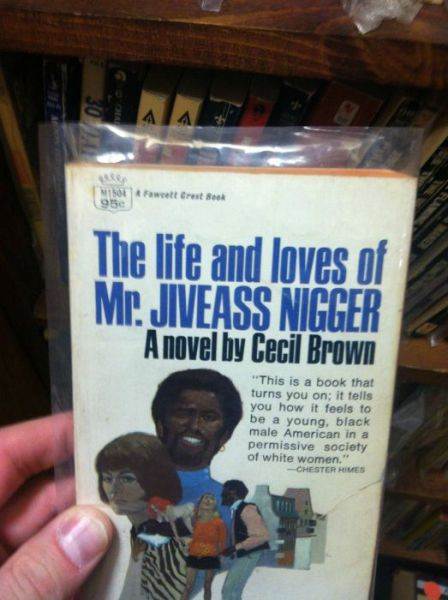 M1504
95c
A Fawcett Crest Book
The life and loves of
Mr. JIVEASS NIGGER
A novel by Cecil Brown
"This is a book that
turns you on; it tells
you how it feels to
be a young, black
male American in a
permissive society
of white women."
—CHESTER HIMES